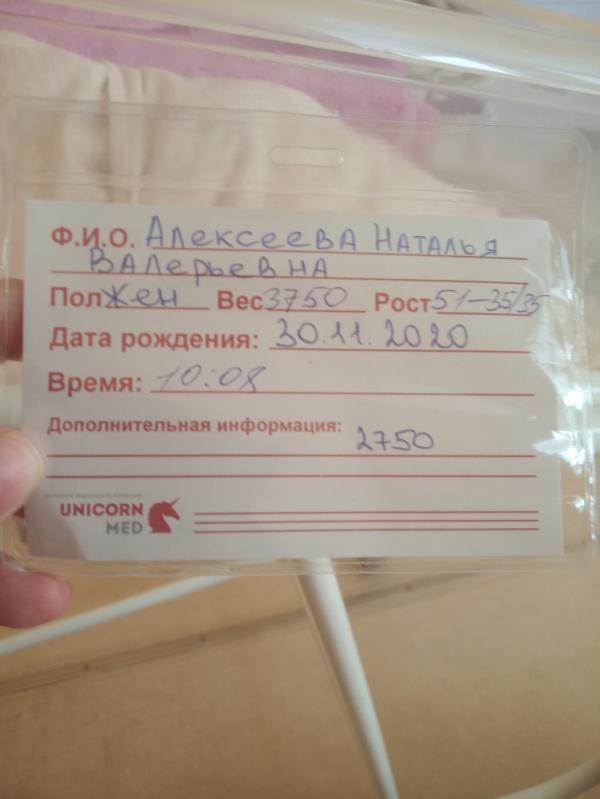 Ф.И.О. Алексеева Наталья
Валерьевна
Пол Жен Вес 3750 Рост 51-35/35
Дата рождения: 30.11.2020
Время: 10:08
Дополнительная информация:
2750
UNICORN
MED